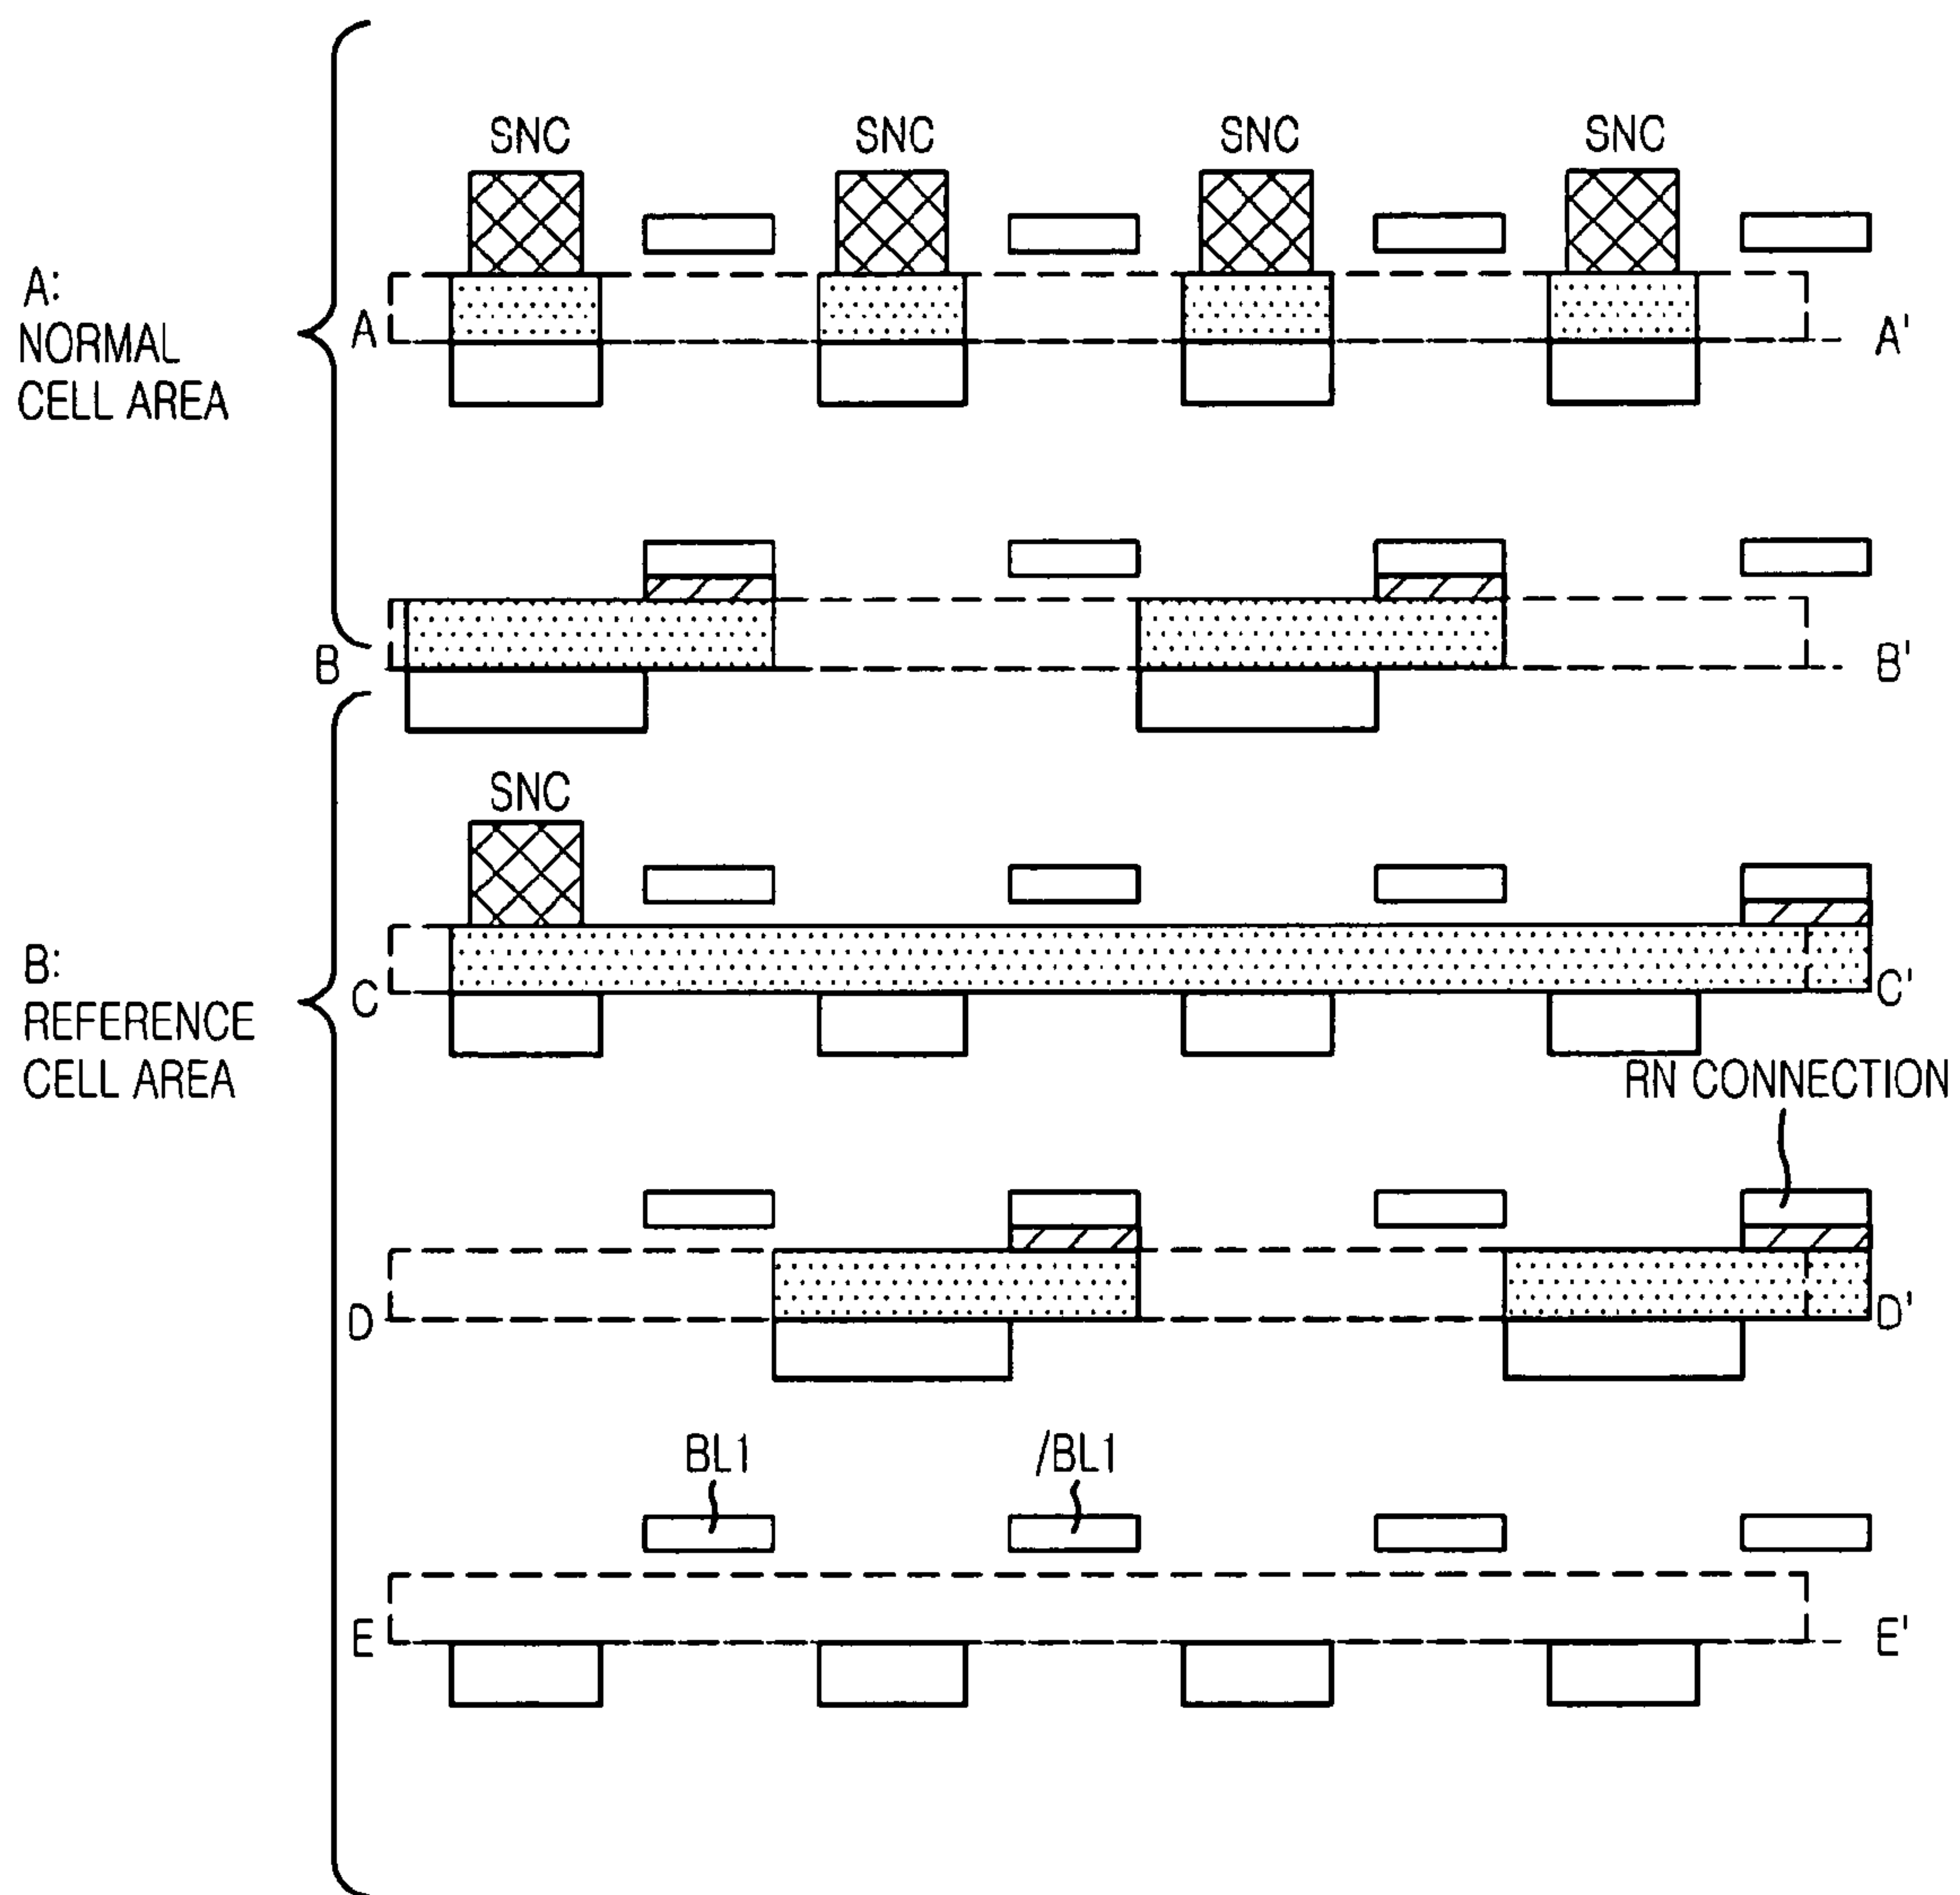 SNC SNC SNC SNC
A:
NORMAL
CELL AREA
A A'
B B'
SNC
B:
REFERENCE
CELL AREA
C C'
RN CONNECTION
D D'
BL1 /BL1
E E'